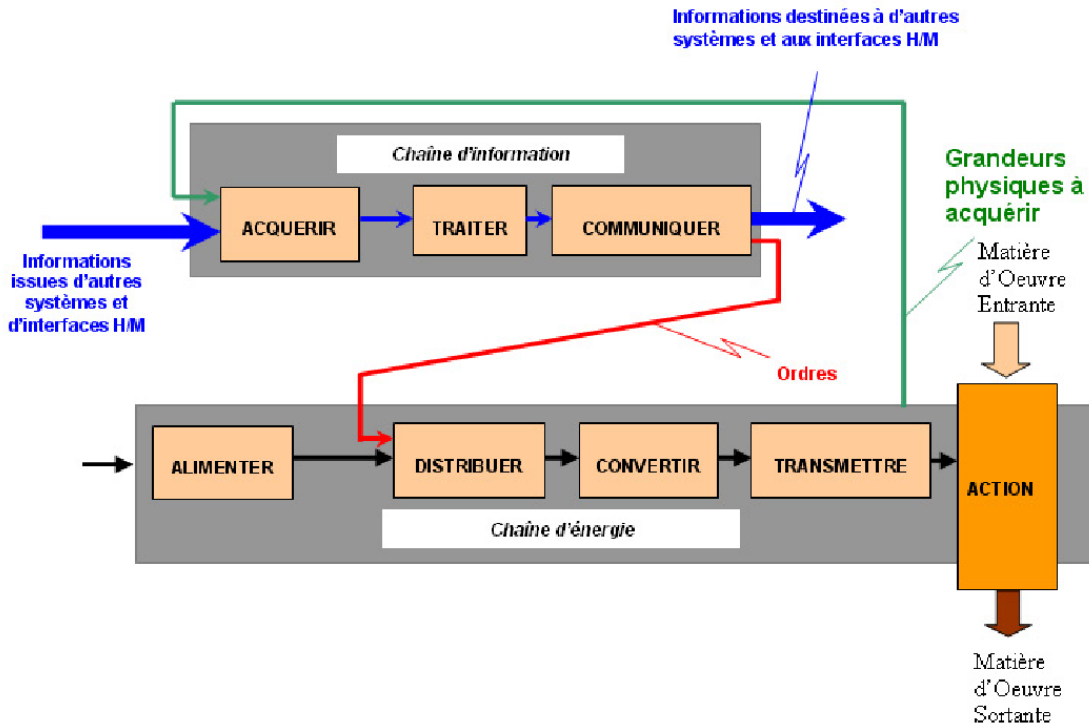 Informations destinées à d'autres
systèmes et aux interfaces H/M
Chaîne d'information
ACQUERIR
TRAITER
COMMUNIQUER
Grandeurs
physiques à
acquérir
Informations
issues d'autres
systèmes et
d'interfaces H/M
Matière
d'Oeuvre
Entrante
Ordres
ALIMENTER
DISTRIBUER
CONVERTIR
TRANSMETTRE
ACTION
Chaîne d'énergie
Matière
d'Oeuvre
Sortante